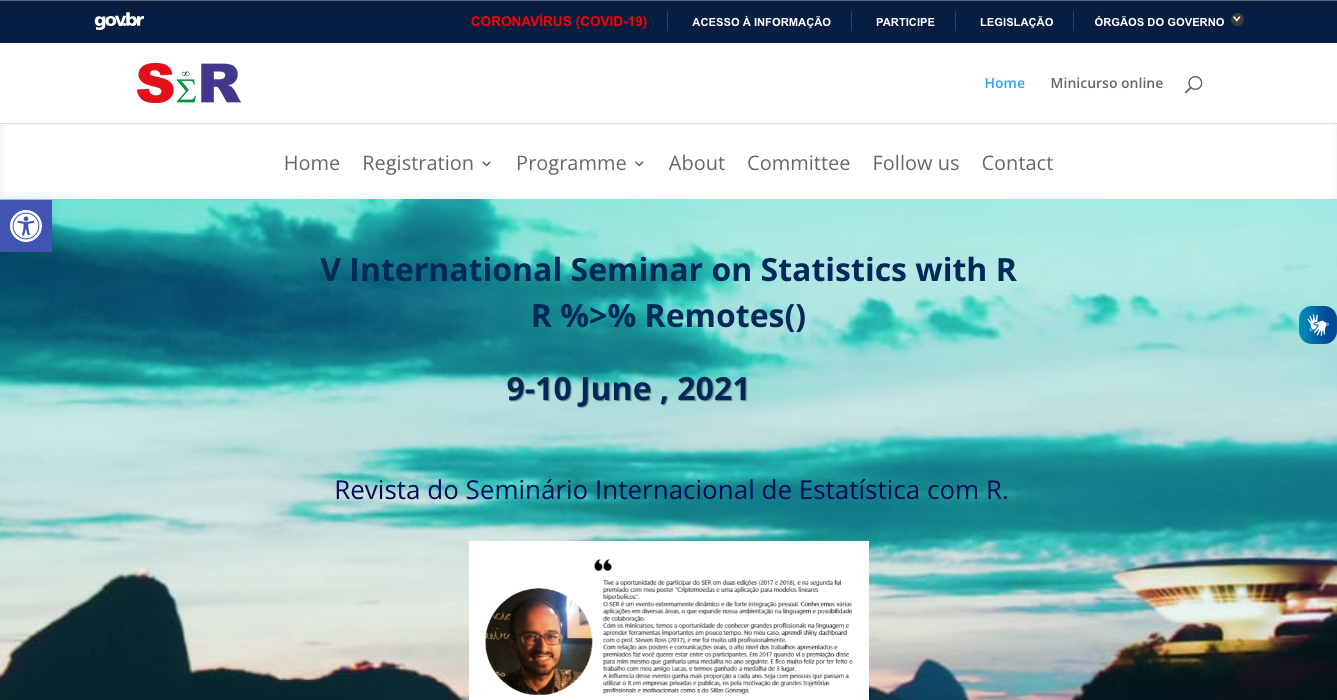 govbr
CORONAVÍRUS (COVID-19)
ACESSO À INFORMAÇÃO
PARTICIPE
LEGISLAÇÃO
ÓRGÃOS DO GOVERNO
S∞ΣR
Home
Minicurso online
Home
Registration
Programme
About
Committee
Follow us
Contact
V International Seminar on Statistics with R
R %>% Remotes()
9-10 June , 2021
Revista do Seminário Internacional de Estatística com R.
❝
Tive a oportunidade de participar do SER em duas edições (2017 e 2018), e na segunda fui
premiado com meu poster "Criptomoedas e uma aplicação para modelos lineares
hiperbolicos".
O SER é um evento extremamente dinâmico e de forte integração pessoal. Conhecemos várias
aplicações em diversas áreas, o que expande nossa ambientação na linguagem e possibilidade
de colaboração.
Com os minicursos, temos a oportunidade de conhecer grandes profissionais na linguagem e
aprender ferramentas importantes em pouco tempo. No meu caso, aprendi shiny dashboard
com o prof. Steven Ross (2017), e me foi muito util profissionalmente.
Com relação aos posters e comunicações orais, o alto nível dos trabalhos apresentados e
premiados faz você querer estar entre os participantes. Em 2017 quando vi a premiação disse
para mim mesmo que ganharia uma medalha no ano seguinte. E fico muito feliz por ter feito o
trabalho com meu amigo Lucas, e termos ganhado a medalha de 3 lugar.
A influencia desse evento ganha mais proporção a cada ano. Seja com pessoas que passam a
utilizar o R em empresas privadas e publicas, os pela motivação de grandes trajetórias
profissionais e motivacionais como a do Sillas Gonzaga.